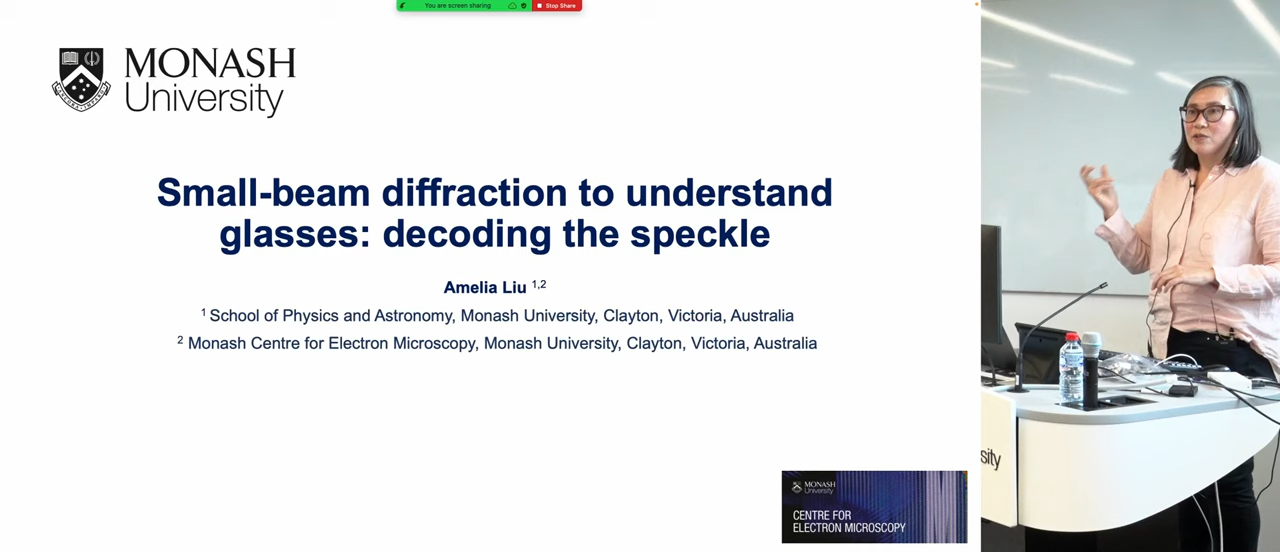 You are screen sharing
Stop Share
MONASH
University
Small-beam diffraction to understand
glasses: decoding the speckle
Amelia Liu 1,2
1 School of Physics and Astronomy, Monash University, Clayton, Victoria, Australia
2 Monash Centre for Electron Microscopy, Monash University, Clayton, Victoria, Australia
MONASH
University
CENTRE FOR
ELECTRON MICROSCOPY
sity